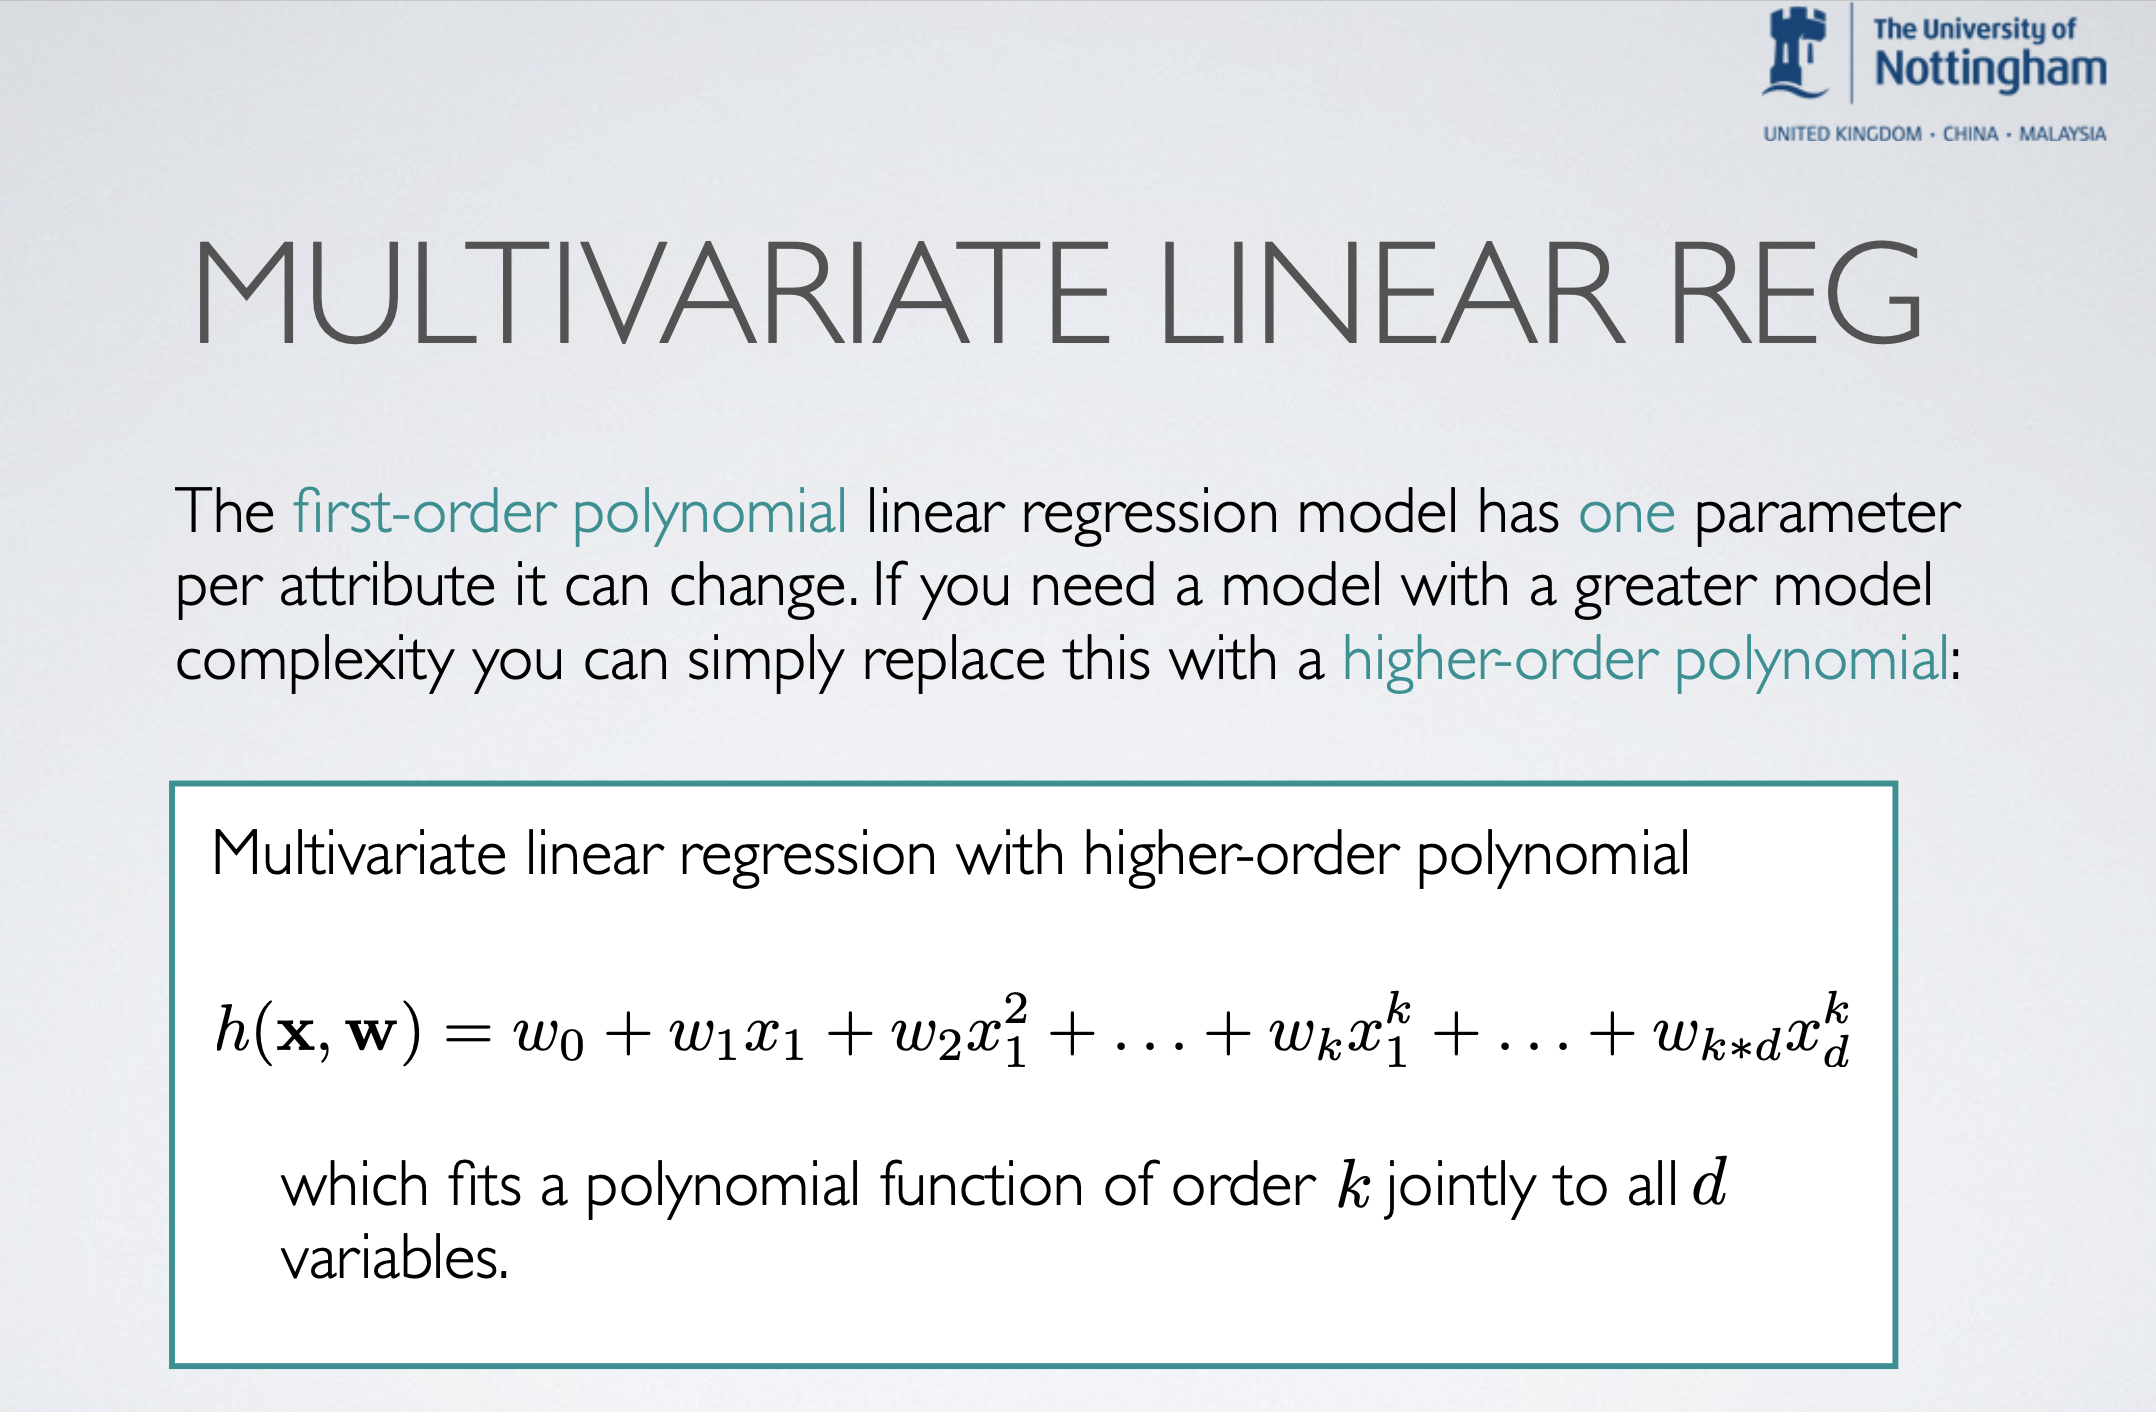 The University of
Nottingham
UNITED KINGDOM · CHINA · MALAYSIA
MULTIVARIATE LINEAR REG
The first-order polynomial linear regression model has one parameter
per attribute it can change. If you need a model with a greater model
complexity you can simply replace this with a higher-order polynomial:
Multivariate linear regression with higher-order polynomial
$h(\mathbf{x}, \mathbf{w}) = w_0 + w_1 x_1 + w_2 x_1^2 + \ldots + w_k x_1^k + \ldots + w_{k*d} x_d^k$
which fits a polynomial function of order k jointly to all d
variables.